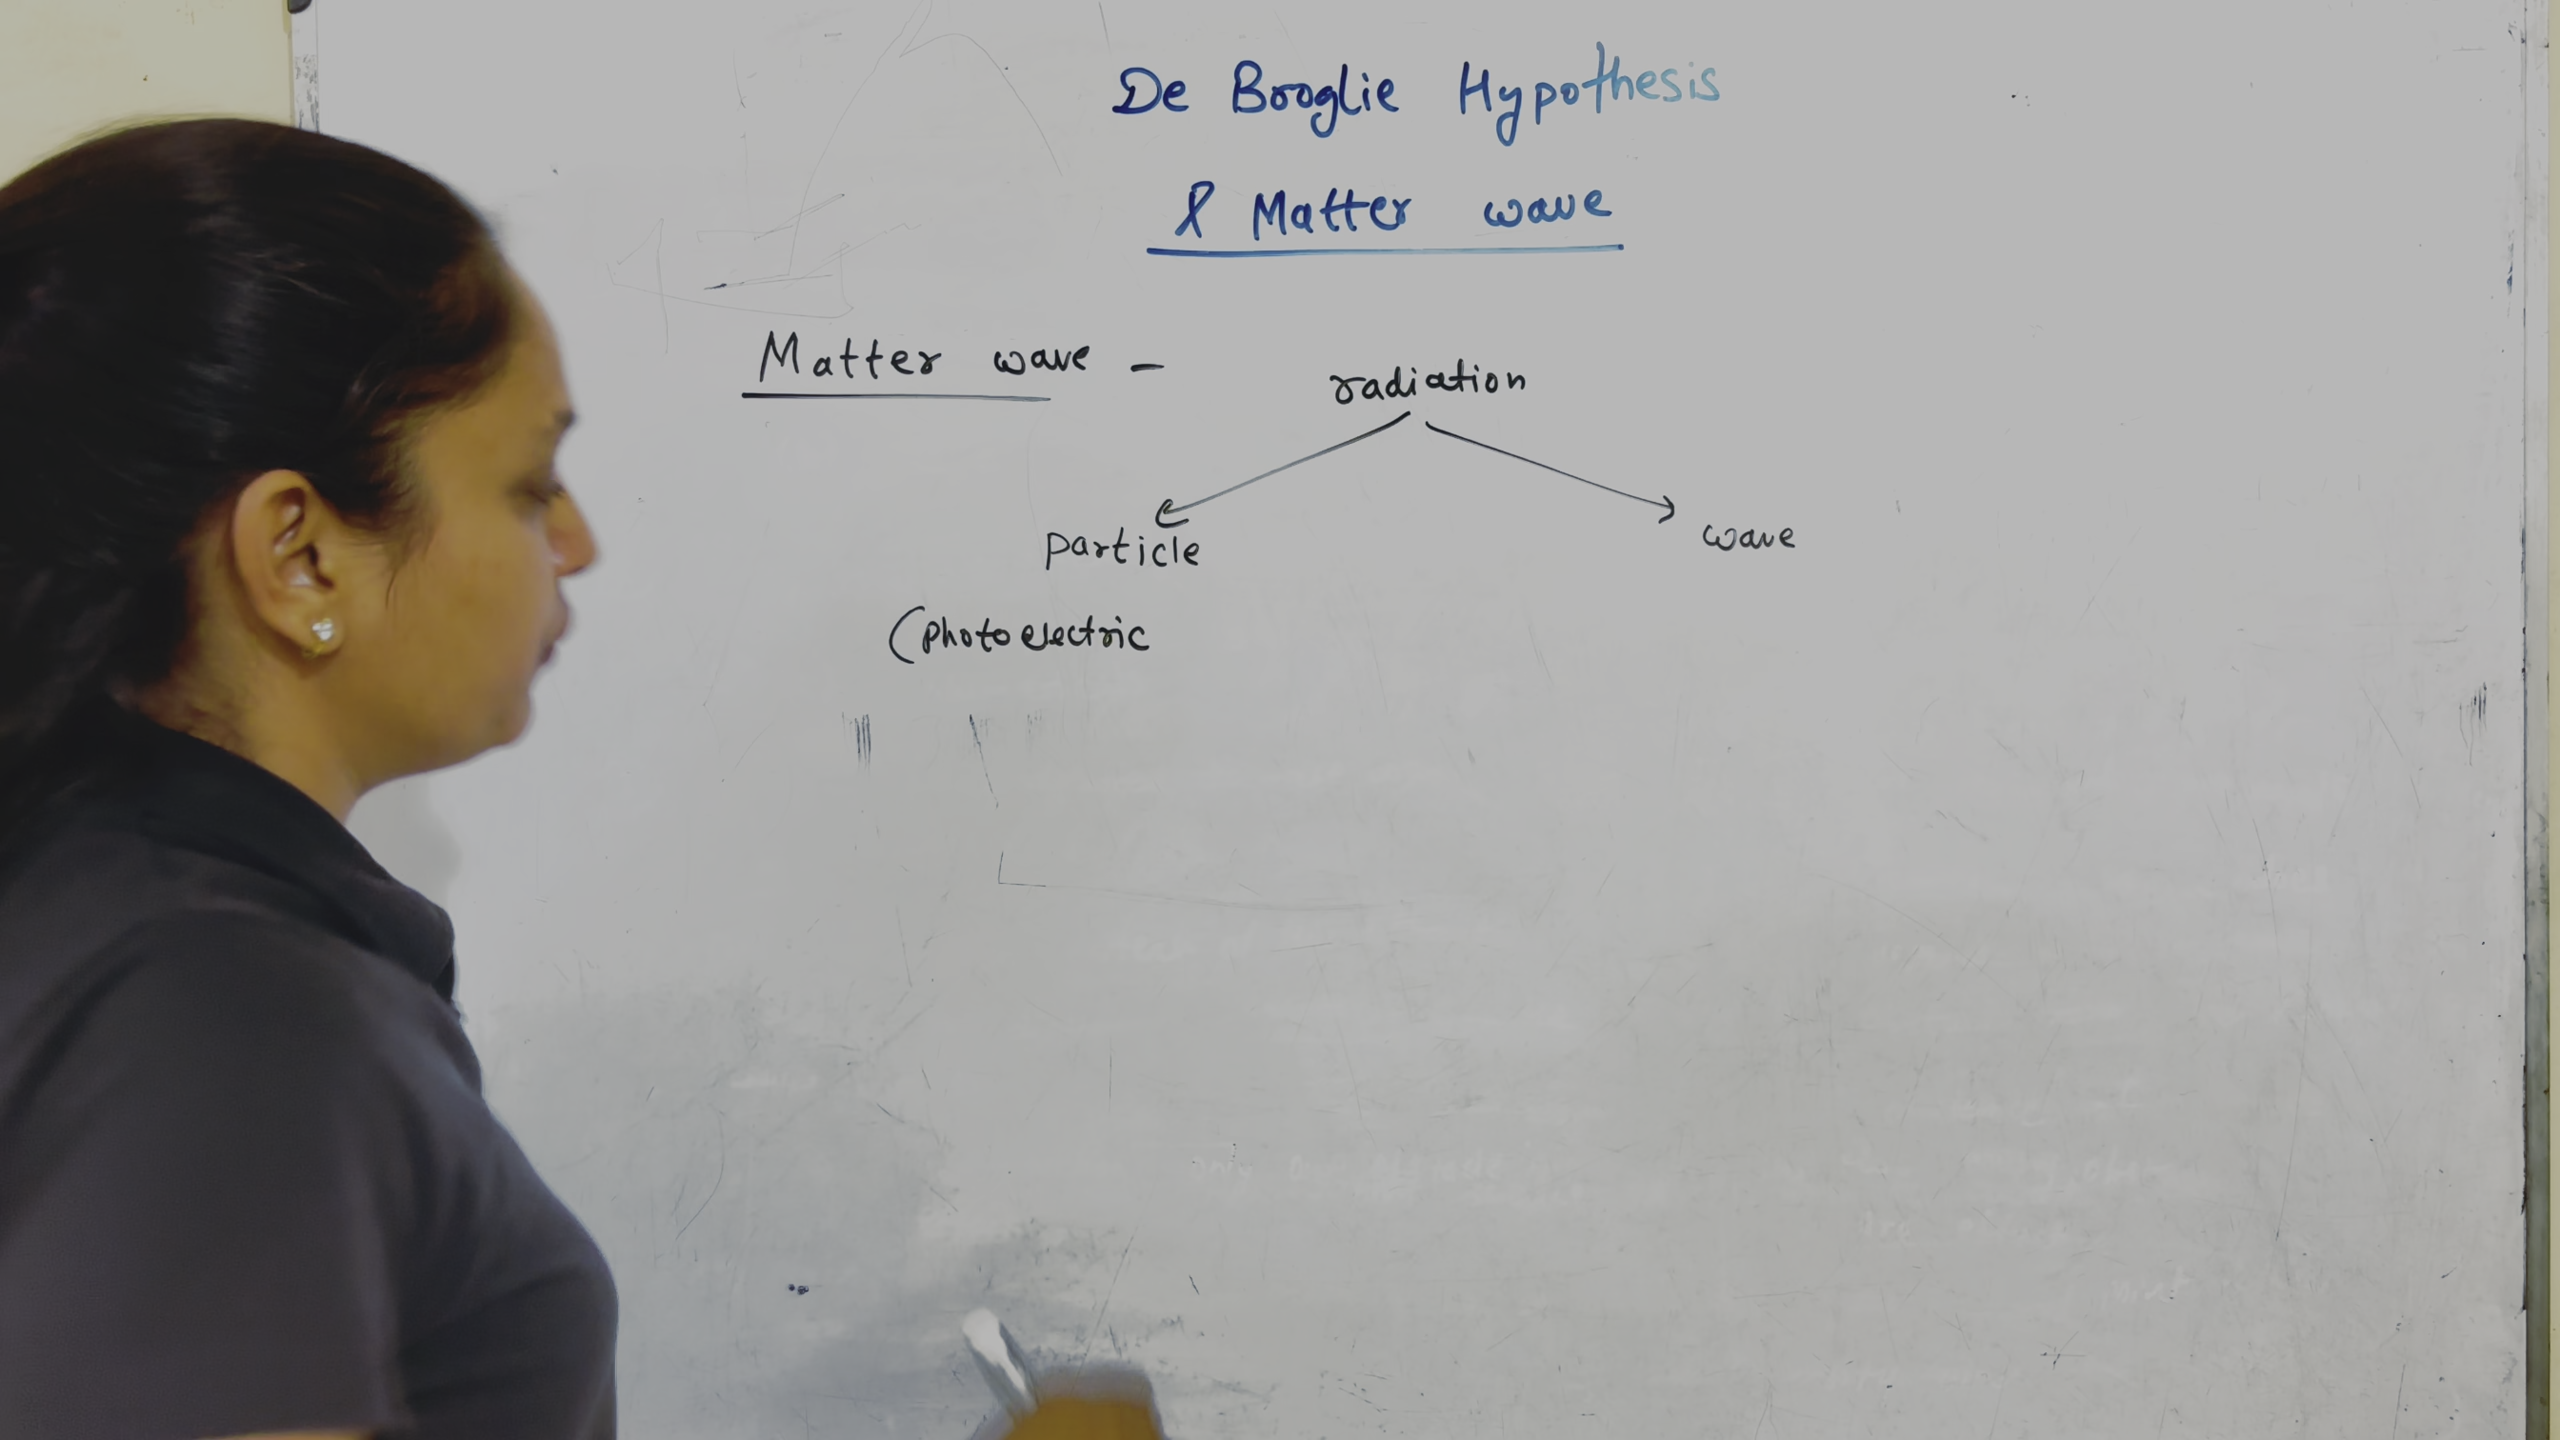 De Broglie Hypothesis
& Matter wave
Matter wave -
radiation
particle
wave
(photoelectric